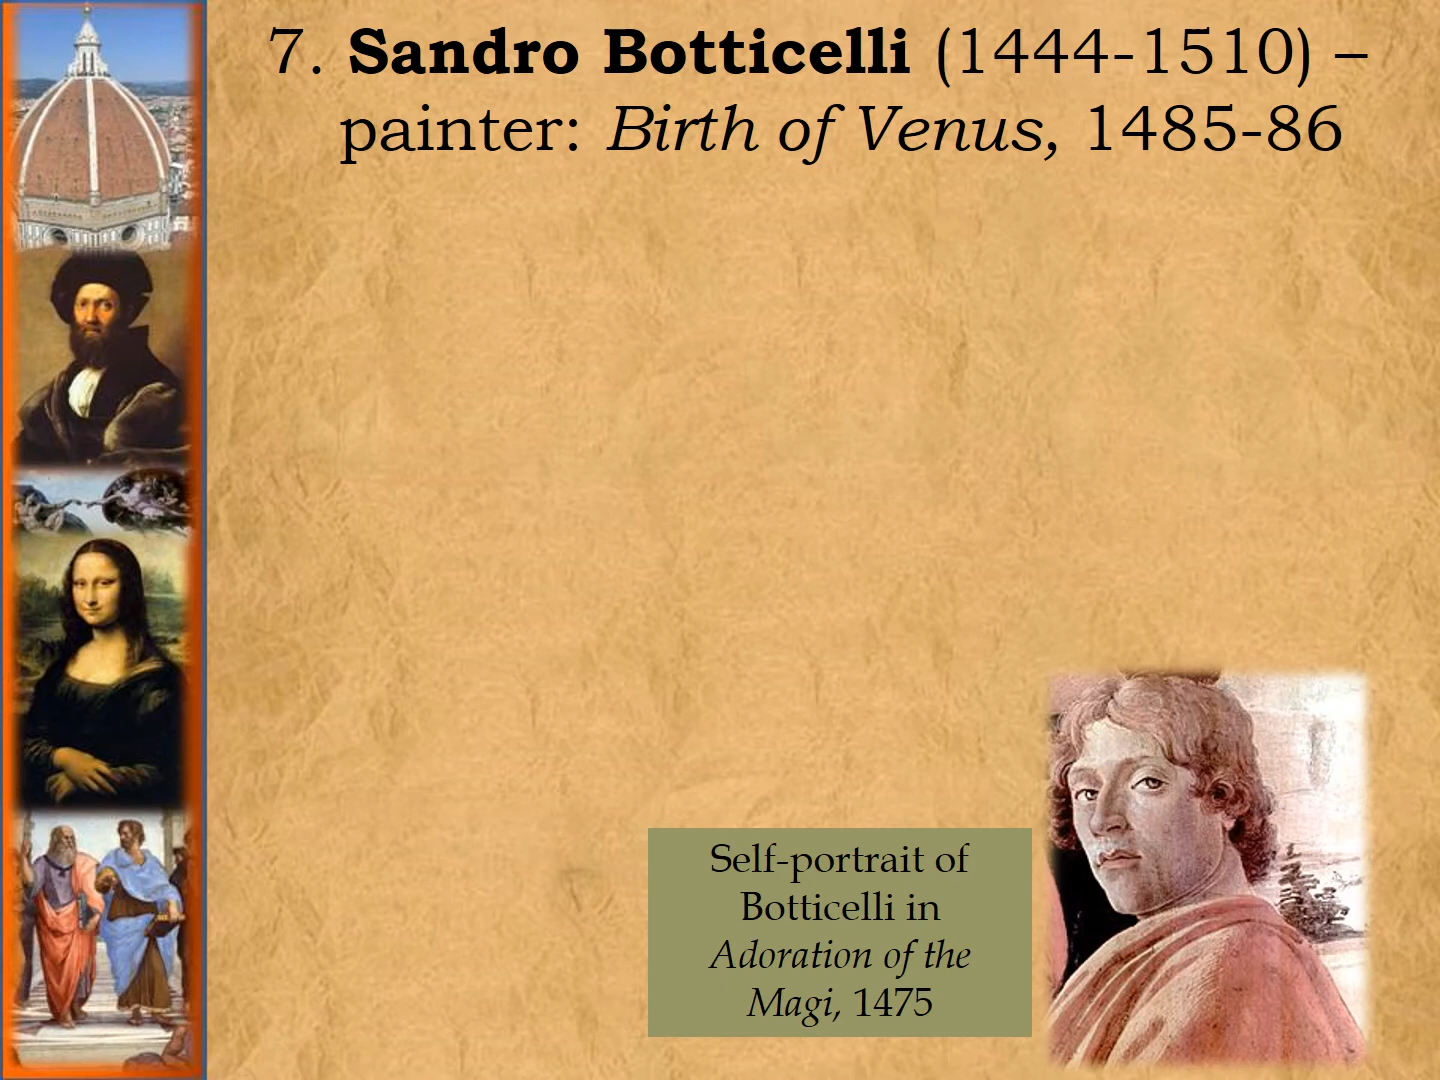 7. Sandro Botticelli (1444-1510) –
painter: Birth of Venus, 1485-86
Self-portrait of
Botticelli in
Adoration of the
Magi, 1475